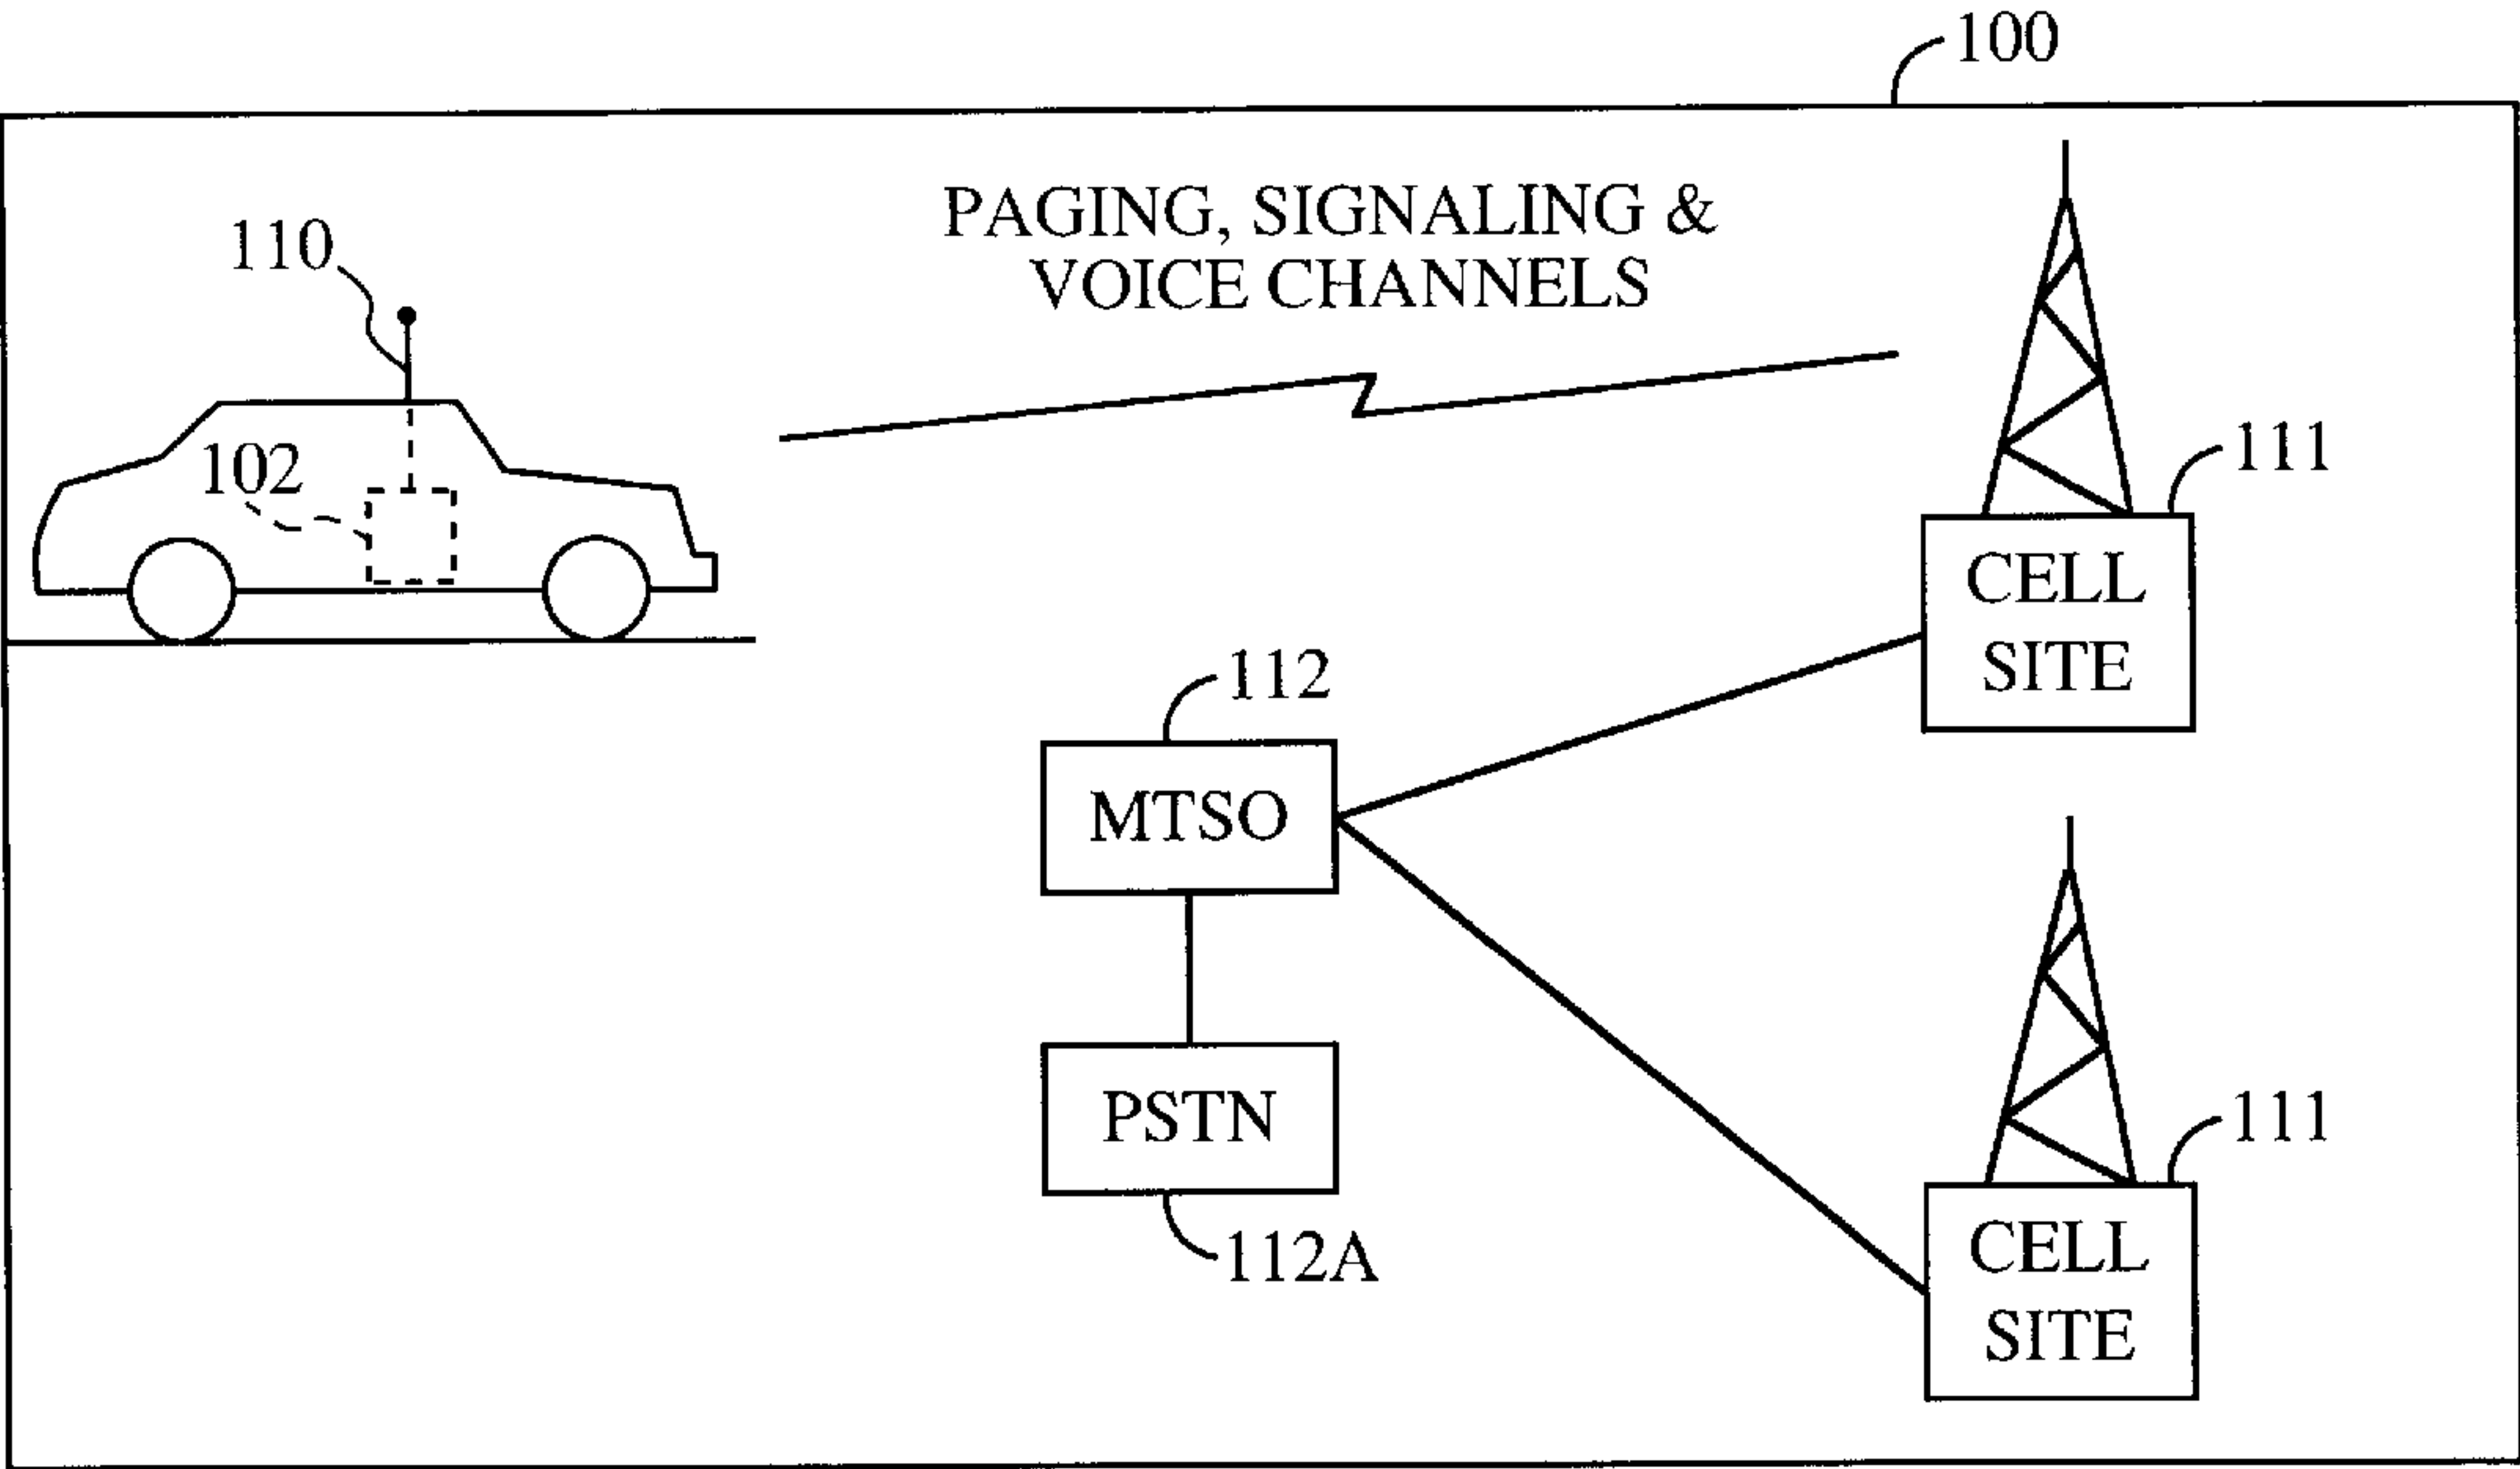 100
PAGING, SIGNALING &
VOICE CHANNELS
110
102
111
CELL
SITE
112
MTSO
PSTN
112A
111
CELL
SITE